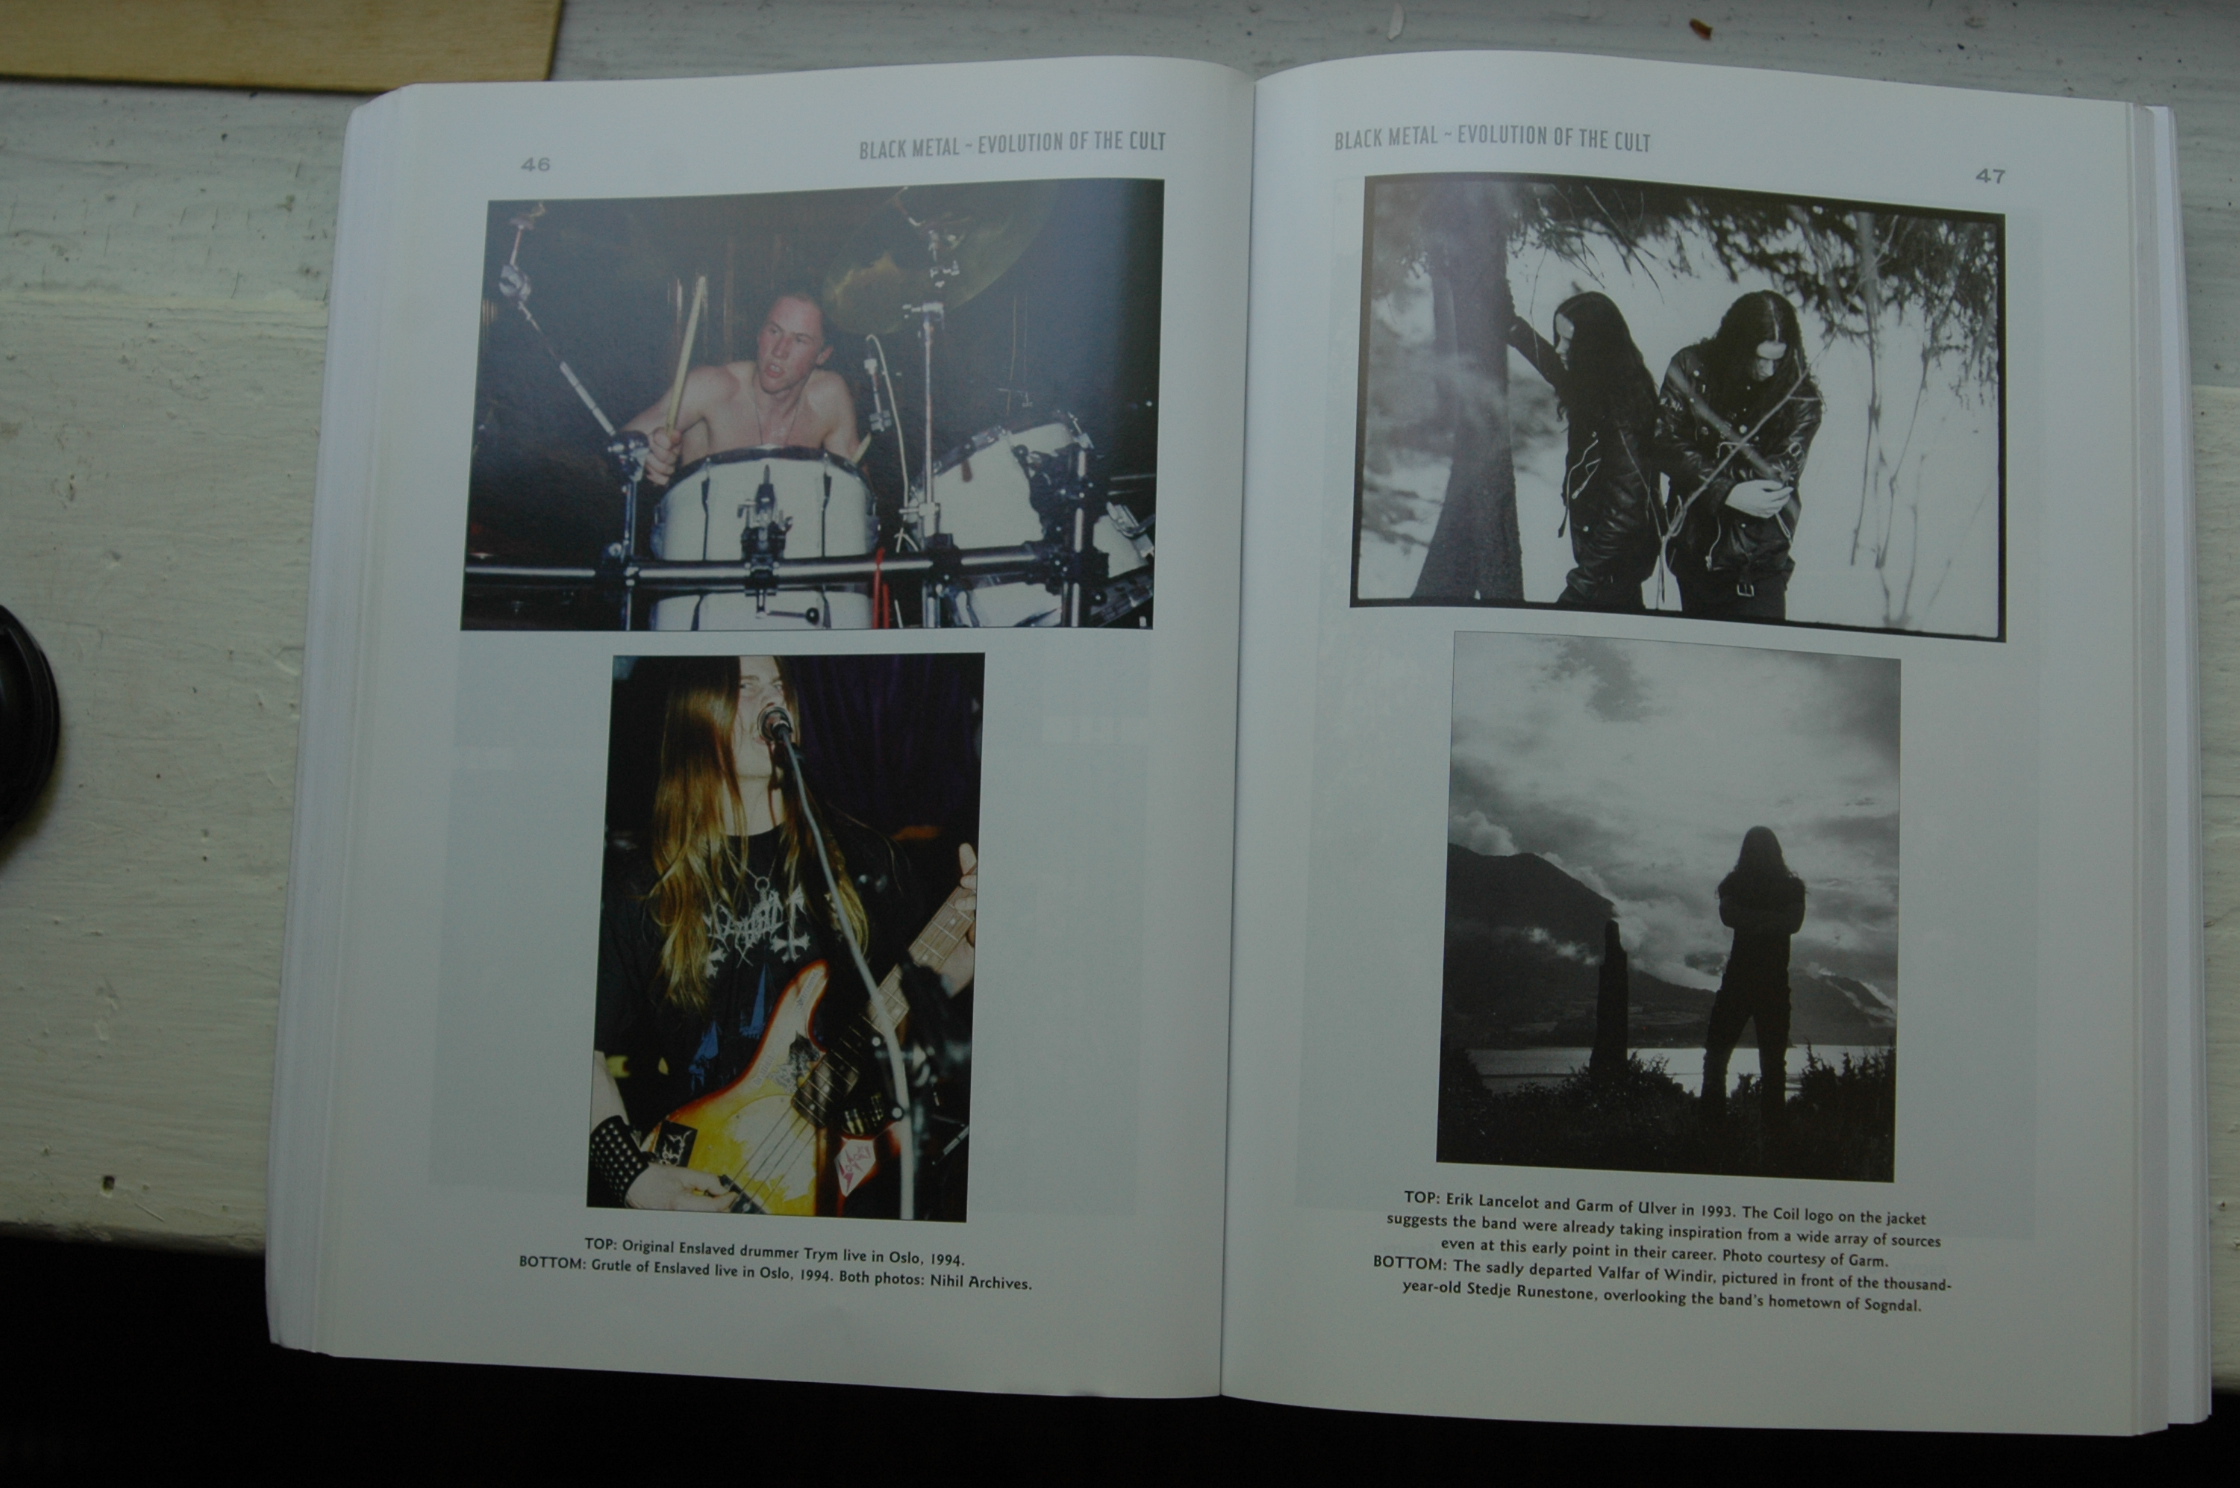 46
BLACK METAL ~ EVOLUTION OF THE CULT
TOP: Original Enslaved drummer Trym live in Oslo, 1994.
BOTTOM: Grutle of Enslaved live in Oslo, 1994. Both photos: Nihil Archives.
BLACK METAL ~ EVOLUTION OF THE CULT
47
TOP: Erik Lancelot and Garm of Ulver in 1993. The Coil logo on the jacket
suggests the band were already taking inspiration from a wide array of sources
even at this early point in their career. Photo courtesy of Garm.
BOTTOM: The sadly departed Valfar of Windir, pictured in front of the thousand-
year-old Stedje Runestone, overlooking the band's hometown of Sogndal.